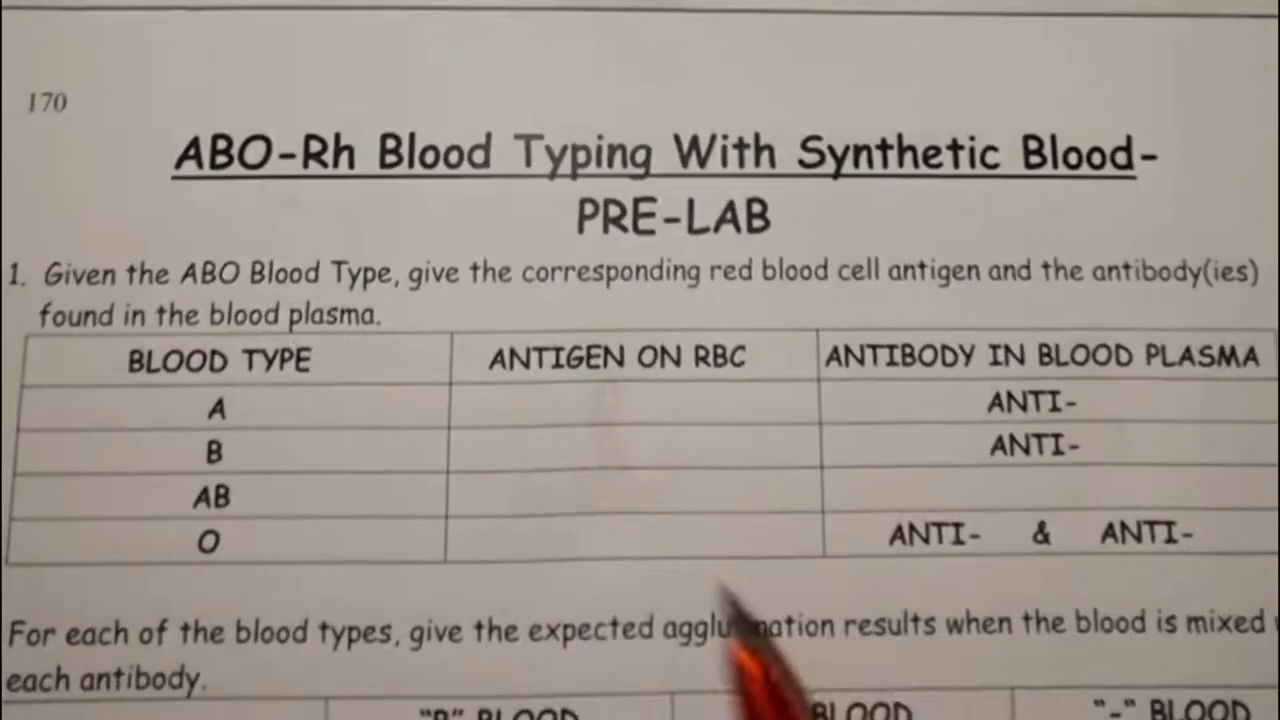 170
ABO-Rh Blood Typing With Synthetic Blood-
PRE-LAB
1. Given the ABO Blood Type, give the corresponding red blood cell antigen and the antibody(ies)
found in the blood plasma.
BLOOD TYPE ANTIGEN ON RBC ANTIBODY IN BLOOD PLASMA
A ANTI-
B ANTI-
AB
O ANTI- & ANTI-
For each of the blood types, give the expected agglutination results when the blood is mixed
each antibody.
"B" BLOOD BLOOD "-" BLOOD